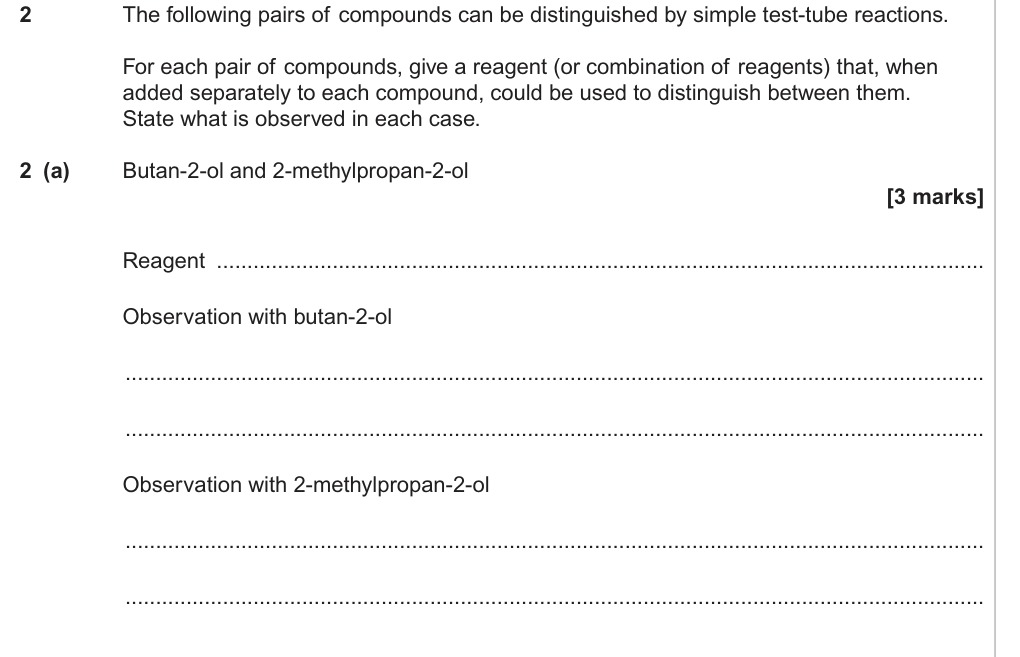 2 The following pairs of compounds can be distinguished by simple test-tube reactions.
For each pair of compounds, give a reagent (or combination of reagents) that, when
added separately to each compound, could be used to distinguish between them.
State what is observed in each case.
2 (a) Butan-2-ol and 2-methylpropan-2-ol
[3 marks]
Reagent
Observation with butan-2-ol
Observation with 2-methylpropan-2-ol